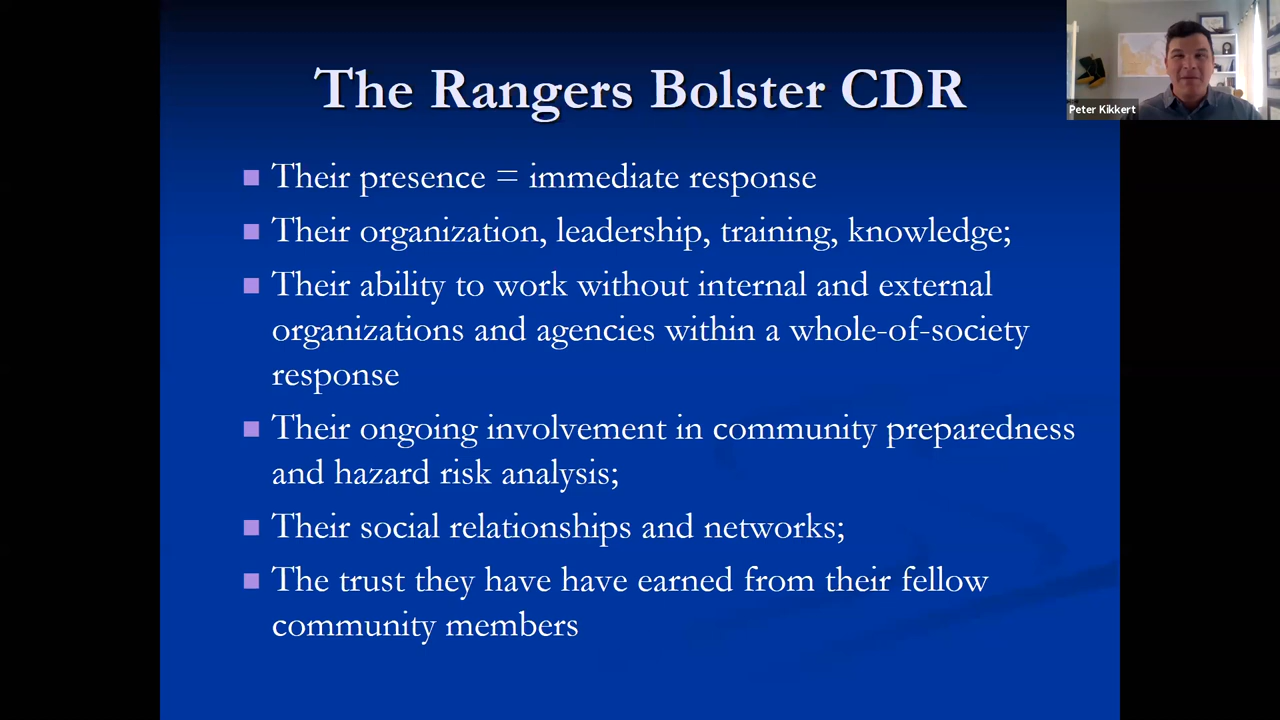 The Rangers Bolster CDR
Peter Kikkert
Their presence = immediate response
Their organization, leadership, training, knowledge;
Their ability to work without internal and external
organizations and agencies within a whole-of-society
response
Their ongoing involvement in community preparedness
and hazard risk analysis;
Their social relationships and networks;
The trust they have have earned from their fellow
community members